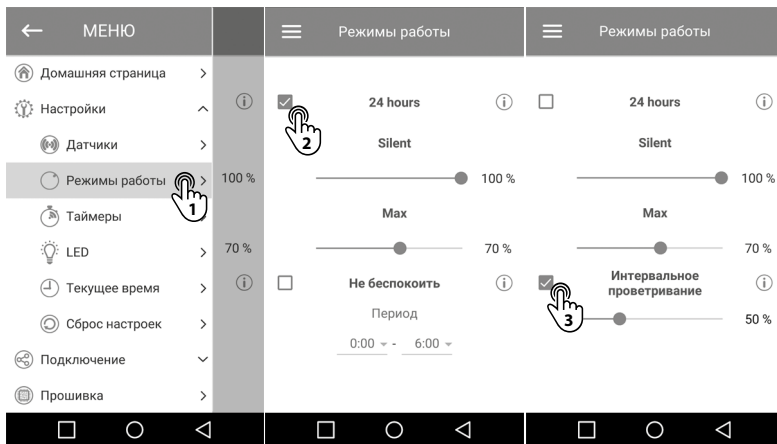 МЕНЮ
Домашняя страница
Настройки
Датчики
Режимы работы
100 %
1
Таймеры
LED
70 %
Текущее время
Сброс настроек
Подключение
Прошивка
Режимы работы
24 hours
2
Silent
100 %
Max
70 %
Не беспокоить
Период
0:00 - 6:00
Режимы работы
24 hours
Silent
100 %
Max
70 %
Интервальное
проветривание
3
50 %